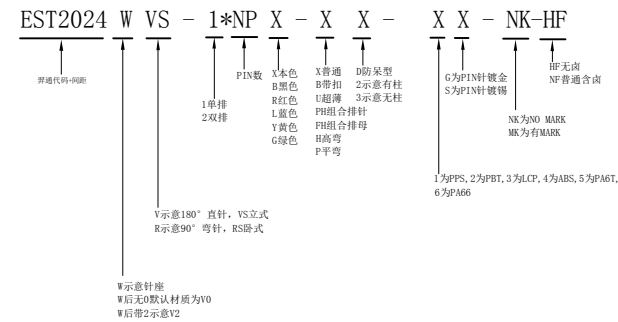 EST2024 W VS - 1*NP X - X X - X X - NK-HF
羿通代码+间距
PIN数
1单排
2双排
X本色
B黑色
R红色
L蓝色
Y黄色
G绿色
X普通
B带扣
U超薄
PH组合排针
FH组合排母
H高弯
P平弯
D防呆型
2示意有柱
3示意无柱
G为PIN针镀金
S为PIN针镀锡
HF无卤
NF普通含卤
NK为NO MARK
MK为有MARK
1为PPS,2为PBT,3为LCP,4为ABS,5为PA6T,
6为PA66
V示意180°直针，VS立式
R示意90°弯针，RS卧式
W示意针座
W后无0默认材质为V0
W后带2示意V2